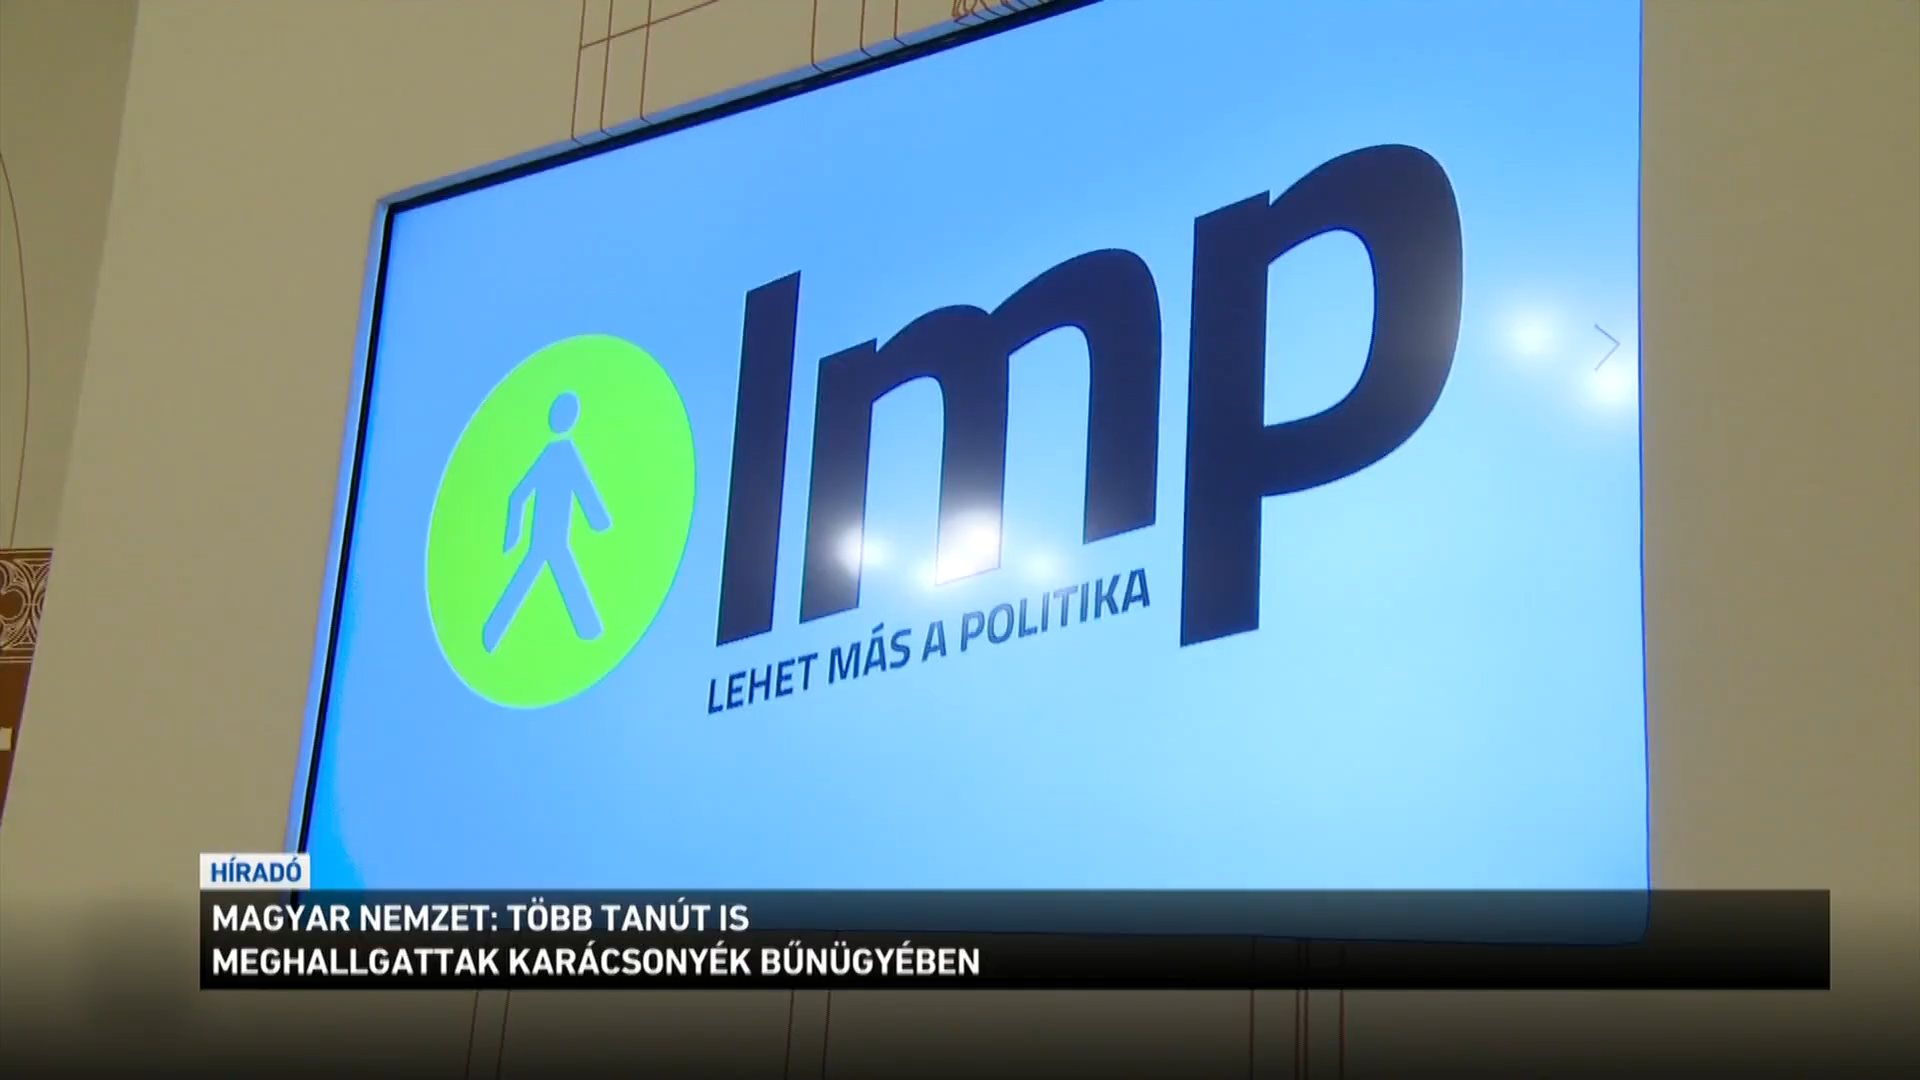 lmp
LEHET MÁS A POLITIKA
HÍRADÓ
MAGYAR NEMZET: TÖBB TANÚT IS
MEGHALLGATTAK KARÁCSONYÉK BŰNÜGYÉBEN